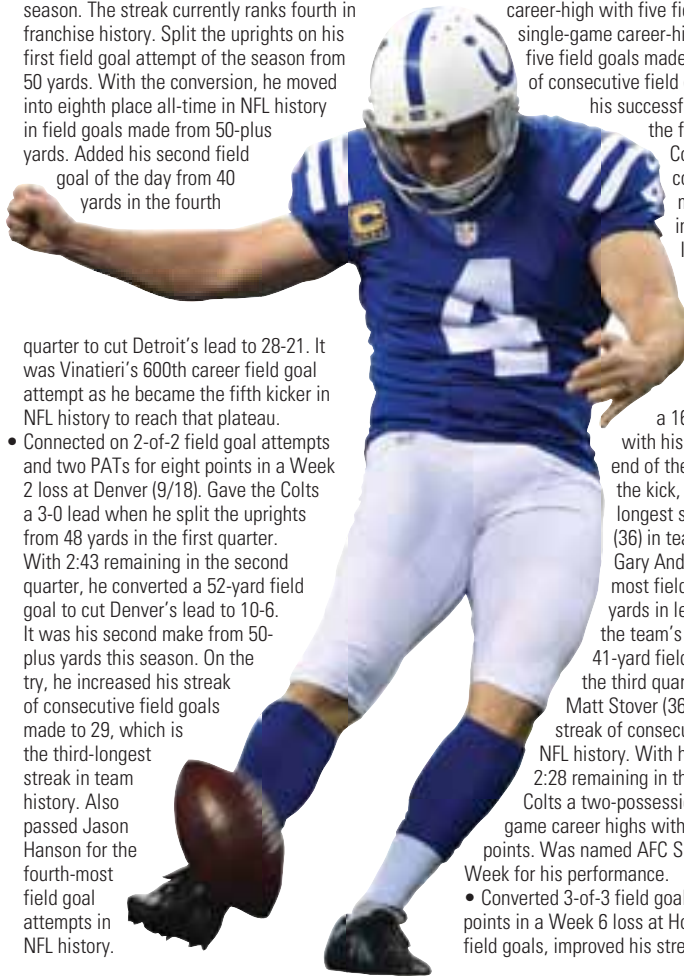 season. The streak currently ranks fourth in
franchise history. Split the uprights on his
first field goal attempt of the season from
50 yards. With the conversion, he moved
into eighth place all-time in NFL history
in field goals made from 50-plus
yards. Added his second field
goal of the day from 40
yards in the fourth
quarter to cut Detroit’s lead to 28-21. It
was Vinatieri’s 600th career field goal
attempt as he became the fifth kicker in
NFL history to reach that plateau.
• Connected on 2-of-2 field goal attempts
and two PATs for eight points in a Week
2 loss at Denver (9/18). Gave the Colts
a 3-0 lead when he split the uprights
from 48 yards in the first quarter.
With 2:43 remaining in the second
quarter, he converted a 52-yard field
goal to cut Denver’s lead to 10-6.
It was his second make from 50-
plus yards this season. On the
try, he increased his streak
of consecutive field goals
made to 29, which is
the third-longest
streak in team
history. Also
passed Jason
Hanson for the
fourth-most
field goal
attempts in
NFL history.
career-high with five fie
single-game career-hi
five field goals made
of consecutive field
his successf
the f
Co
co
in
a 16
with his
end of the
the kick,
longest s
(36) in tea
Gary And
most field
yards in le
the team’s
41-yard field
the third quar
Matt Stover (36
streak of consecu
NFL history. With h
2:28 remaining in th
Colts a two-possessi
game career highs with
points. Was named AFC S
Week for his performance.
• Converted 3-of-3 field goal
points in a Week 6 loss at Ho
field goals, improved his stre
C
4
4